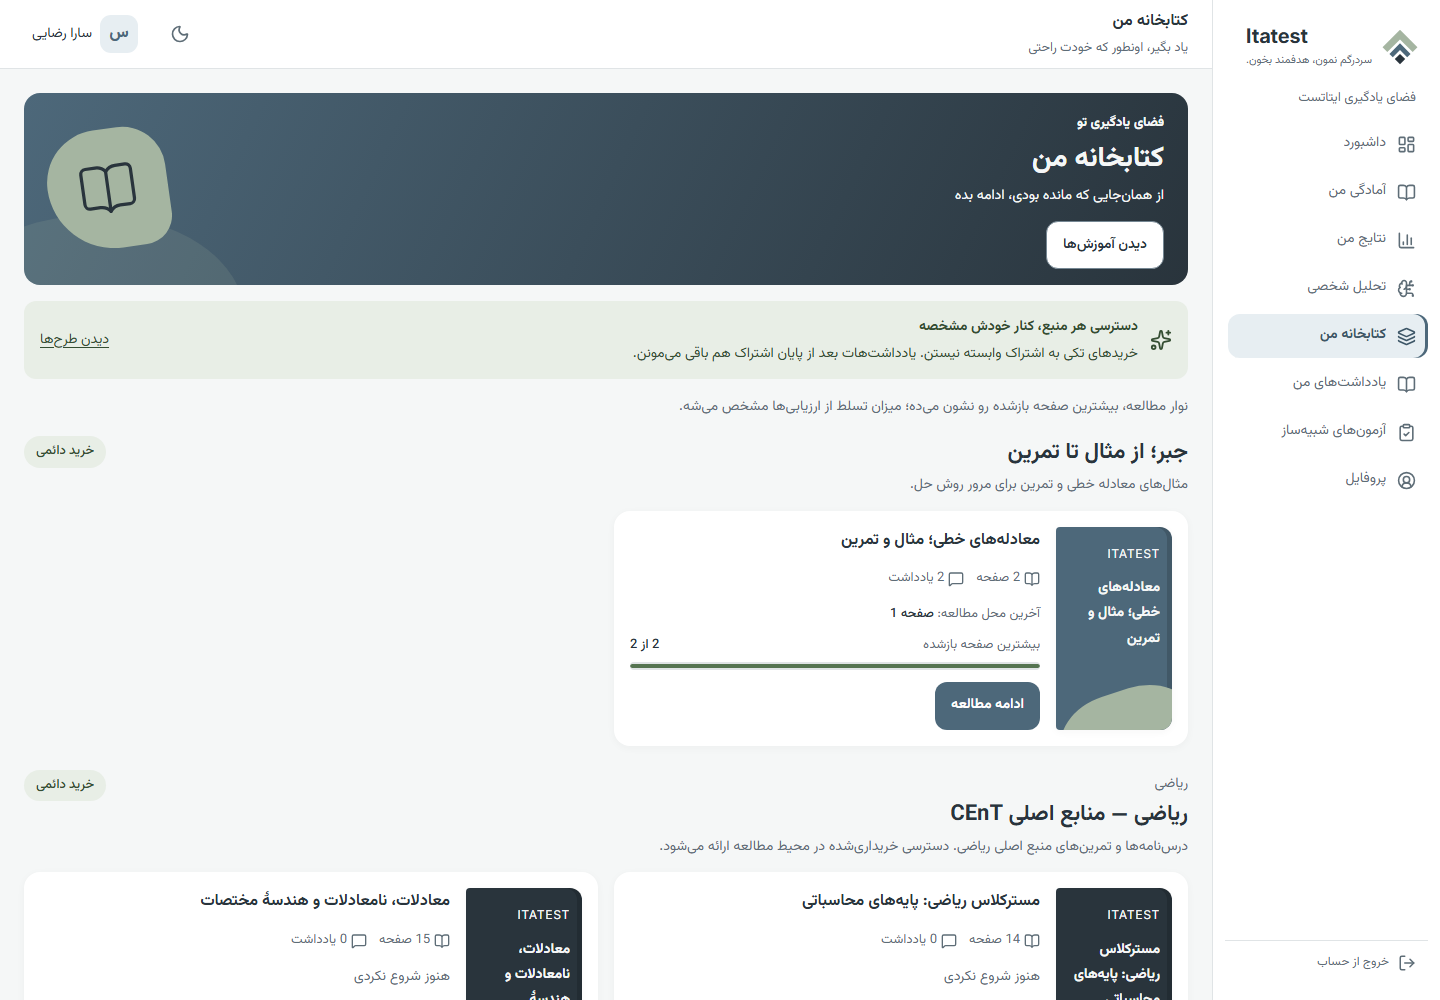 Itatest
سردرگم نمون، هدفمند بخون.
فضای یادگیری ایتاتست
داشبورد
آمادگی من
نتایج من
تحلیل شخصی
کتابخانه من
یادداشت‌های من
آزمون‌های شبیه‌ساز
پروفایل
خروج از حساب
کتابخانه من
یاد بگیر، اونطور که خودت راحتی
س
سارا رضایی
فضای یادگیری تو
کتابخانه من
از همان‌جایی که مانده بودی، ادامه بده
دیدن آموزش‌ها
دسترسی هر منبع، کنار خودش مشخصه
خریدهای تکی به اشتراک وابسته نیستن. یادداشت‌هات بعد از پایان اشتراک هم باقی می‌مونن.
دیدن طرح‌ها
نوار مطالعه، بیشترین صفحه بازشده رو نشون می‌ده؛ میزان تسلط از ارزیابی‌ها مشخص می‌شه.
جبر؛ از مثال تا تمرین
خرید دائمی
مثال‌های معادله خطی و تمرین برای مرور روش حل.
ITATEST
معادله‌های
خطی؛ مثال و
تمرین
معادله‌های خطی؛ مثال و تمرین
2 صفحه
2 یادداشت
آخرین محل مطالعه: صفحه 1
بیشترین صفحه بازشده
2 از 2
ادامه مطالعه
ریاضی
خرید دائمی
ریاضی — منابع اصلی CEnT
درس‌نامه‌ها و تمرین‌های منبع اصلی ریاضی. دسترسی خریداری‌شده در محیط مطالعه ارائه می‌شود.
ITATEST
مسترکلاس
ریاضی: پایه‌های
محاسباتی
مسترکلاس ریاضی: پایه‌های محاسباتی
14 صفحه
0 یادداشت
هنوز شروع نکردی
ITATEST
معادلات،
نامعادلات و
هندسهٔ
معادلات، نامعادلات و هندسهٔ مختصات
15 صفحه
0 یادداشت
هنوز شروع نکردی